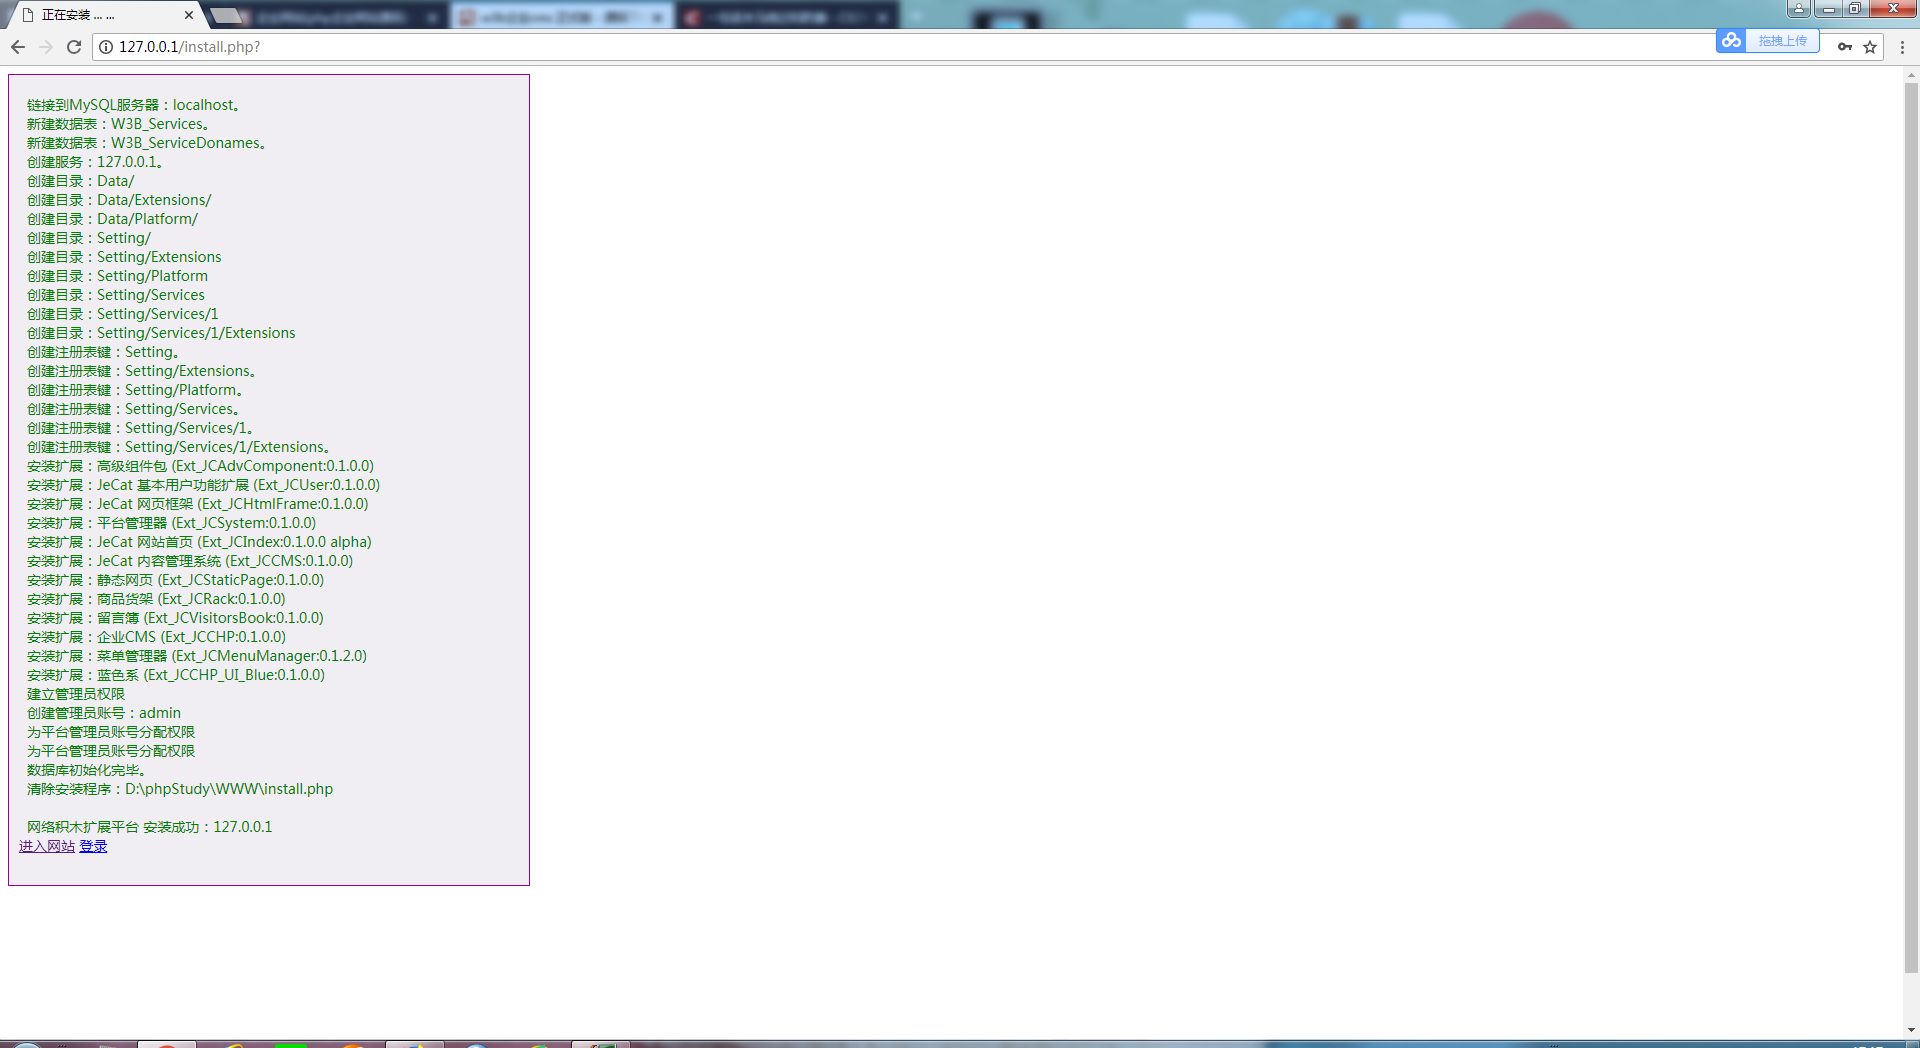 正在安装 ... ...
127.0.0.1/install.php?
拖拽上传
链接到MySQL服务器：localhost。
新建数据表：W3B_Services。
新建数据表：W3B_ServiceDonames。
创建服务：127.0.0.1。
创建目录：Data/
创建目录：Data/Extensions/
创建目录：Data/Platform/
创建目录：Setting/
创建目录：Setting/Extensions
创建目录：Setting/Platform
创建目录：Setting/Services
创建目录：Setting/Services/1
创建目录：Setting/Services/1/Extensions
创建注册表键：Setting。
创建注册表键：Setting/Extensions。
创建注册表键：Setting/Platform。
创建注册表键：Setting/Services。
创建注册表键：Setting/Services/1。
创建注册表键：Setting/Services/1/Extensions。
安装扩展：高级组件包 (Ext_JCAdvComponent:0.1.0.0)
安装扩展：JeCat 基本用户功能扩展 (Ext_JCUser:0.1.0.0)
安装扩展：JeCat 网页框架 (Ext_JCHtmlFrame:0.1.0.0)
安装扩展：平台管理器 (Ext_JCSystem:0.1.0.0)
安装扩展：JeCat 网站首页 (Ext_JCIndex:0.1.0.0 alpha)
安装扩展：JeCat 内容管理系统 (Ext_JCCMS:0.1.0.0)
安装扩展：静态网页 (Ext_JCStaticPage:0.1.0.0)
安装扩展：商品货架 (Ext_JCRack:0.1.0.0)
安装扩展：留言簿 (Ext_JCVisitorsBook:0.1.0.0)
安装扩展：企业CMS (Ext_JCCHP:0.1.0.0)
安装扩展：菜单管理器 (Ext_JCMenuManager:0.1.2.0)
安装扩展：蓝色系 (Ext_JCCHP_UI_Blue:0.1.0.0)
建立管理员权限
创建管理员账号：admin
为平台管理员账号分配权限
为平台管理员账号分配权限
数据库初始化完毕。
清除安装程序：D:\phpStudy\WWW\install.php
网络积木扩展平台 安装成功：127.0.0.1
进入网站 登录